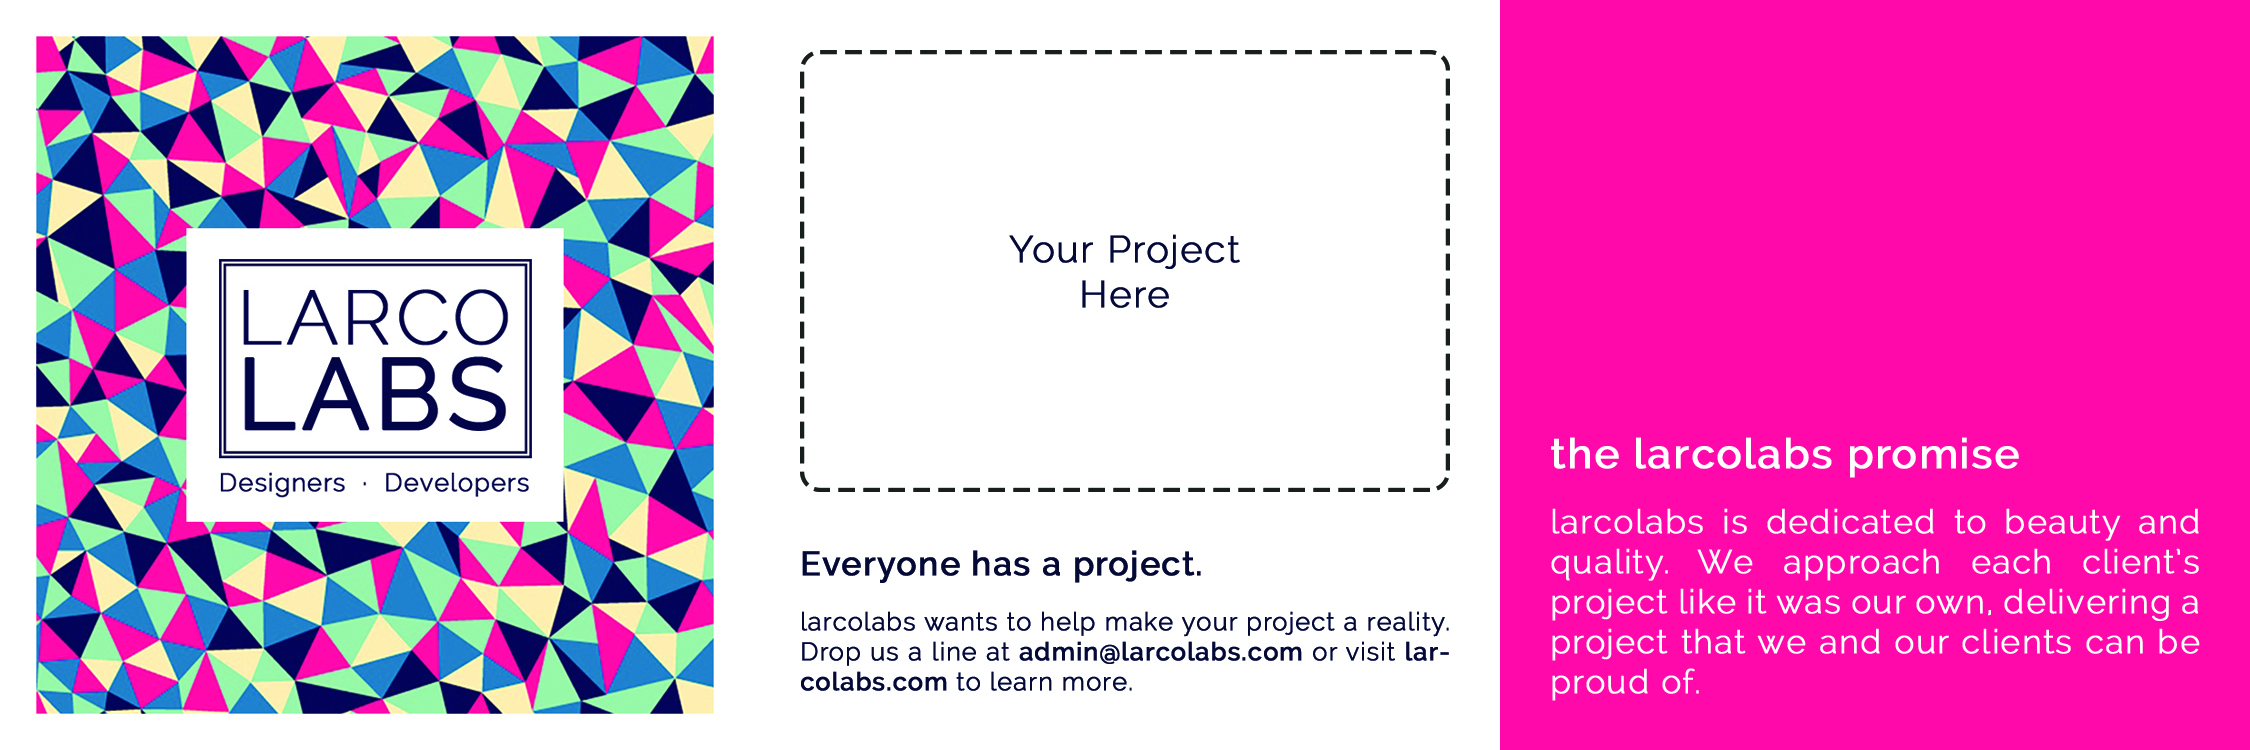 LARCO
LABS
Designers · Developers
Your Project
Here
Everyone has a project.
larcolabs wants to help make your project a reality.
Drop us a line at admin@larcolabs.com or visit lar-
colabs.com to learn more.
the larcolabs promise
larcolabs is dedicated to beauty and
quality. We approach each client's
project like it was our own, delivering a
project that we and our clients can be
proud of.